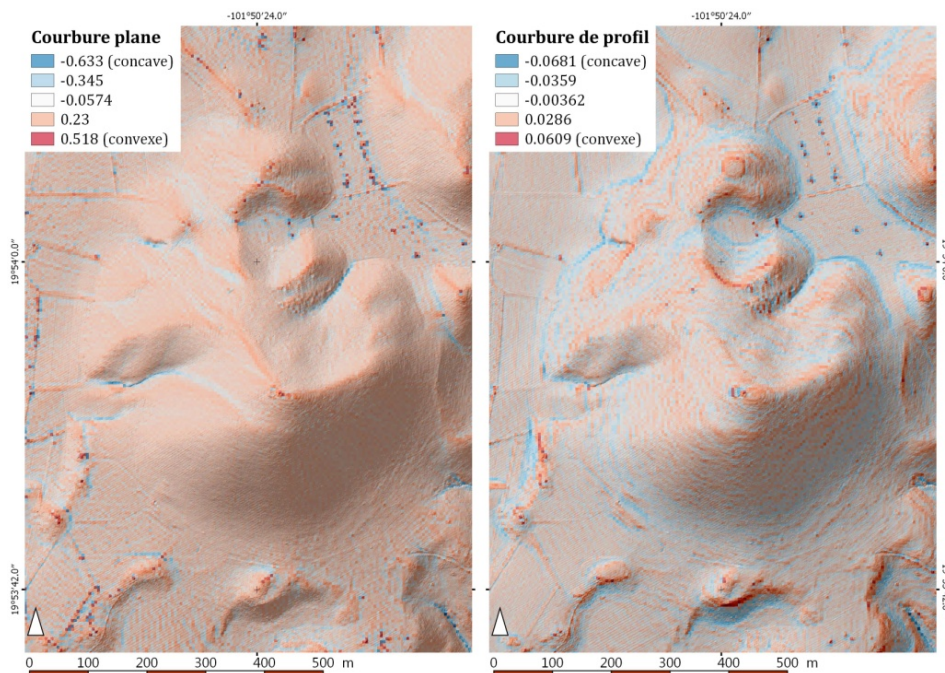 -101°50'24.0"
Courbure plane
-0.633 (concave)
-0.345
-0.0574
0.23
0.518 (convexe)
19°54'0.0"
19°53'42.0"
0 100 200 300 400 500 m
-101°50'24.0"
Courbure de profil
-0.0681 (concave)
-0.0359
-0.00362
0.0286
0.0609 (convexe)
0 100 200 300 400 500 m